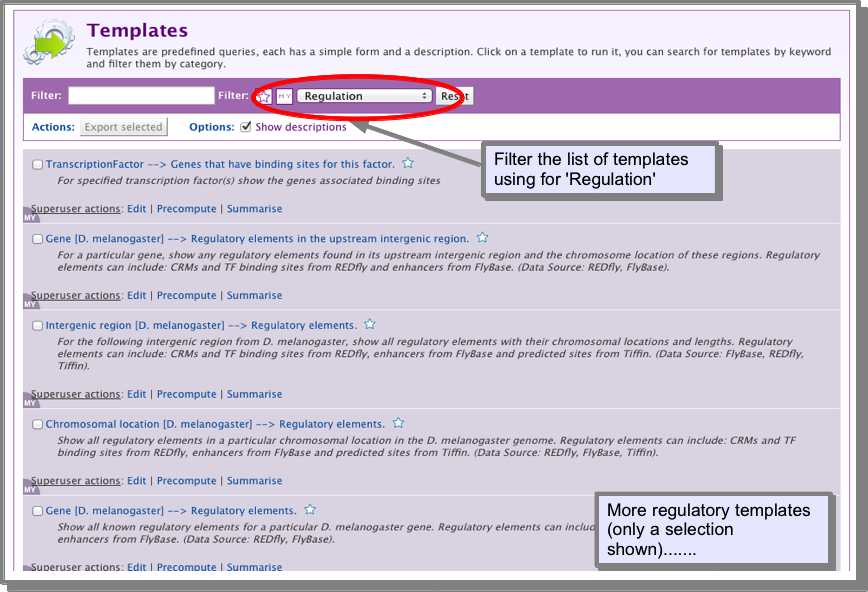 Templates
Templates are predefined queries, each has a simple form and a description. Click on a template to run it, you can search for templates by keyword
and filter them by category.
Filter: Filter: MY Regulation Reset
Actions: Export selected Options: Show descriptions
Filter the list of templates
using for 'Regulation'
TranscriptionFactor --> Genes that have binding sites for this factor.
For specified transcription factor(s) show the genes associated binding sites
Superuser actions: Edit | Precompute | Summarise
MY
Gene [D. melanogaster] --> Regulatory elements in the upstream intergenic region.
For a particular gene, show any regulatory elements found in its upstream intergenic region and the chromosome location of these regions. Regulatory
elements can include: CRMs and TF binding sites from REDfly and enhancers from FlyBase. (Data Source: REDfly, FlyBase).
Superuser actions: Edit | Precompute | Summarise
MY
Intergenic region [D. melanogaster] --> Regulatory elements.
For the following intergenic region from D. melanogaster, show all regulatory elements with their chromosomal locations and lengths. Regulatory
elements can include: CRMs and TF binding sites from REDfly, enhancers from FlyBase and predicted sites from Tiffin. (Data Source: FlyBase, REDfly,
Tiffin).
Superuser actions: Edit | Precompute | Summarise
MY
Chromosomal location [D. melanogaster] --> Regulatory elements.
Show all regulatory elements in a particular chromosomal location in the D. melanogaster genome. Regulatory elements can include: CRMs and TF
binding sites from REDfly, enhancers from FlyBase and predicted sites from Tiffin. (Data Source: REDfly, FlyBase, Tiffin).
Superuser actions: Edit | Precompute | Summarise
MY
Gene [D. melanogaster] --> Regulatory elements.
Show all known regulatory elements for a particular D. melanogaster gene. Regulatory elements can
enhancers from FlyBase. (Data Source: REDfly, FlyBase).
Superuser actions: Edit | Precompute | Summarise
More regulatory templates
(only a selection
shown).......